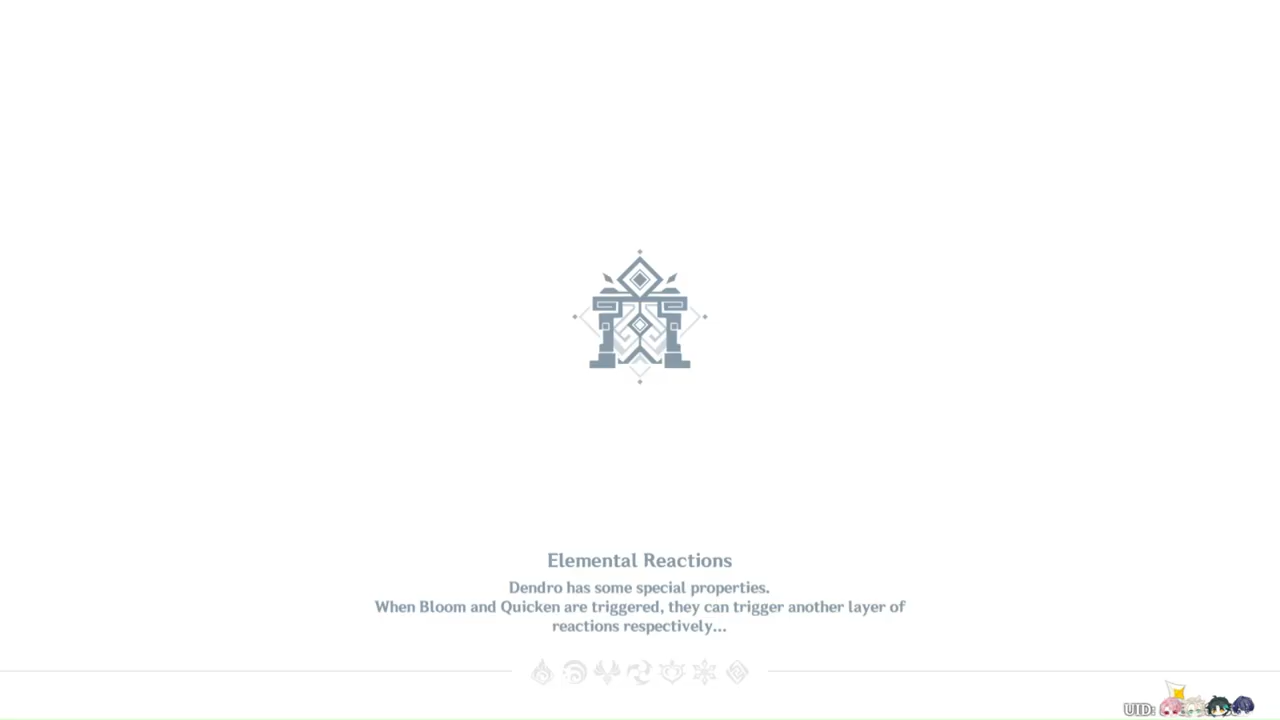 Elemental Reactions
Dendro has some special properties.
When Bloom and Quicken are triggered, they can trigger another layer of
reactions respectively...
UID: